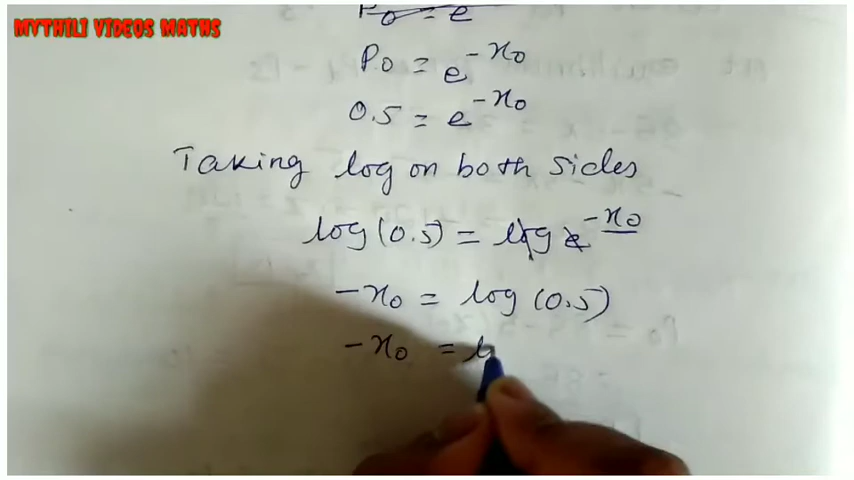 MYTHILI VIDEOS MATHS
P₀ = e
P₀ = e^-x₀
0.5 = e^-x₀
Taking log on both sides
log(0.5) = log e^-x₀
-x₀ = log(0.5)
-x₀ = l